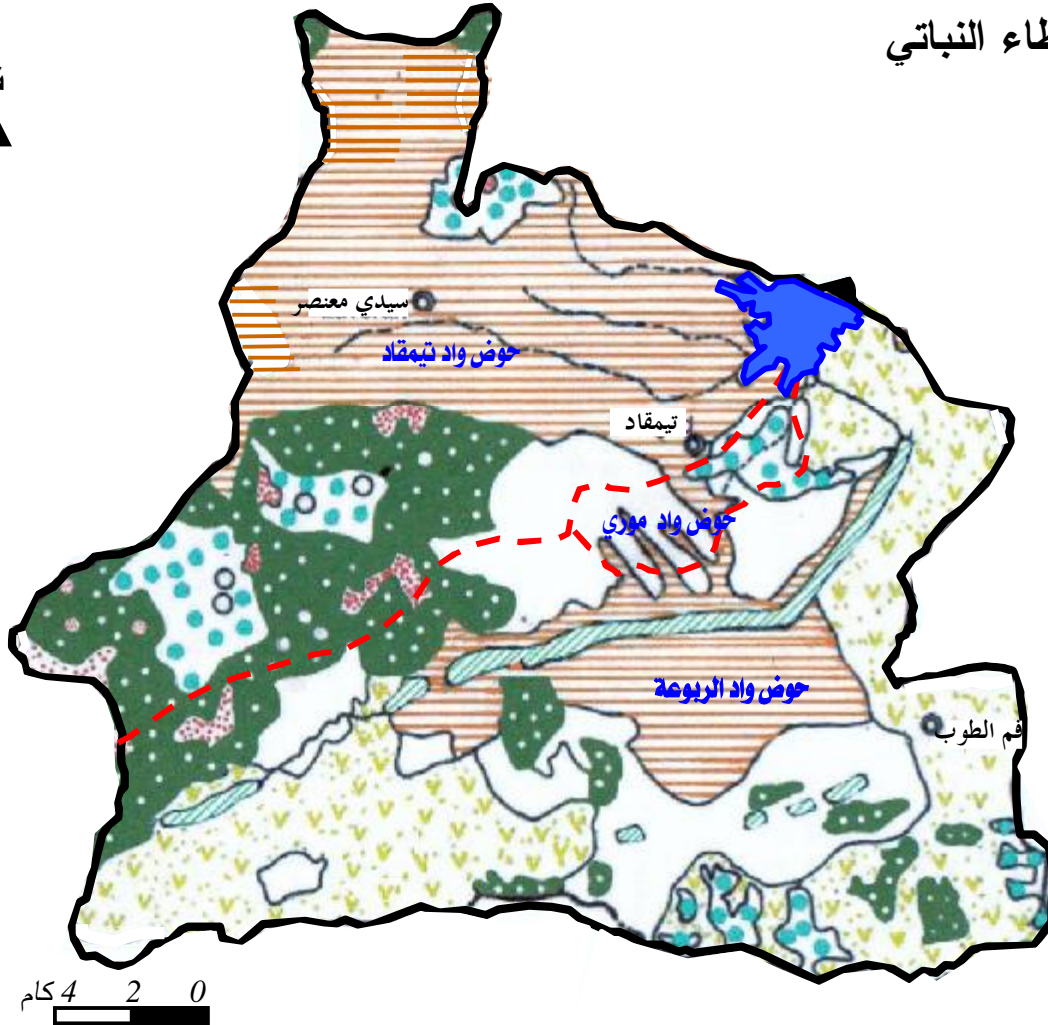 النباتي
سيدي معنصر
حوض واد تيمقاد
تيمقاد
حوض واد موري
حوض واد الربوعة
فم الطوب
0 2 4 كام